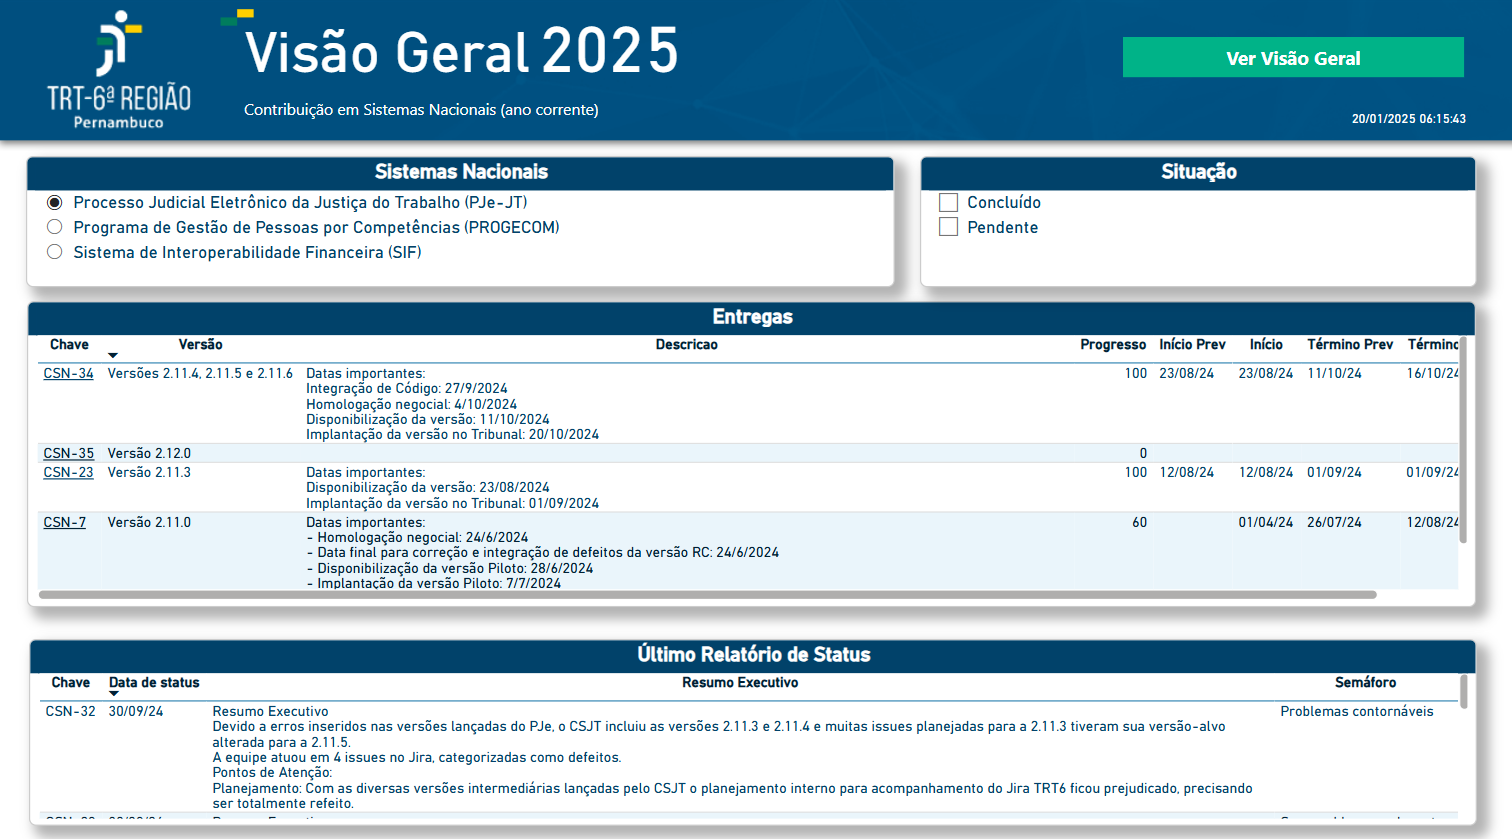 TRT-6ª REGIÃO
Pernambuco
Visão Geral 2025
Contribuição em Sistemas Nacionais (ano corrente)
Ver Visão Geral
20/01/2025 06:15:43
Sistemas Nacionais
Processo Judicial Eletrônico da Justiça do Trabalho (PJe-JT)
Programa de Gestão de Pessoas por Competências (PROGECOM)
Sistema de Interoperabilidade Financeira (SIF)
Situação
Concluído
Pendente
Entregas
Chave Versão Descricao Progresso Início Prev Início Término Prev Término
CSN-34 Versões 2.11.4, 2.11.5 e 2.11.6 Datas importantes: 100 23/08/24 23/08/24 11/10/24 16/10/24
Integração de Código: 27/9/2024
Homologação negocial: 4/10/2024
Disponibilização da versão: 11/10/2024
Implantação da versão no Tribunal: 20/10/2024
CSN-35 Versão 2.12.0 0
CSN-23 Versão 2.11.3 Datas importantes: 100 12/08/24 12/08/24 01/09/24 01/09/24
Disponibilização da versão: 23/08/2024
Implantação da versão no Tribunal: 01/09/2024
CSN-7 Versão 2.11.0 Datas importantes: 60 01/04/24 26/07/24 12/08/24
- Homologação negocial: 24/6/2024
- Data final para correção e integração de defeitos da versão RC: 24/6/2024
- Disponibilização da versão Piloto: 28/6/2024
- Implantação da versão Piloto: 7/7/2024
Último Relatório de Status
Chave Data de status Resumo Executivo Semáforo
CSN-32 30/09/24 Resumo Executivo Problemas contornáveis
Devido a erros inseridos nas versões lançadas do PJe, o CSJT incluiu as versões 2.11.3 e 2.11.4 e muitas issues planejadas para a 2.11.3 tiveram sua versão-alvo
alterada para a 2.11.5.
A equipe atuou em 4 issues no Jira, categorizadas como defeitos.
Pontos de Atenção:
Planejamento: Com as diversas versões intermediárias lançadas pelo CSJT o planejamento interno para acompanhamento do Jira TRT6 ficou prejudicado, precisando
ser totalmente refeito.